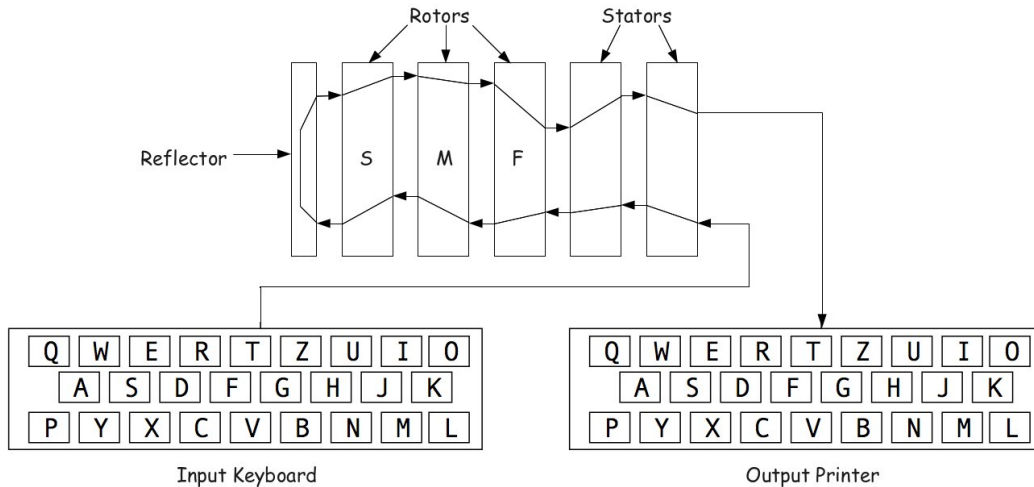 Rotors Stators
Reflector
S M F
Q W E R T Z U I O Q W E R T Z U I O
A S D F G H J K A S D F G H J K
P Y X C V B N M L P Y X C V B N M L
Input Keyboard Output Printer